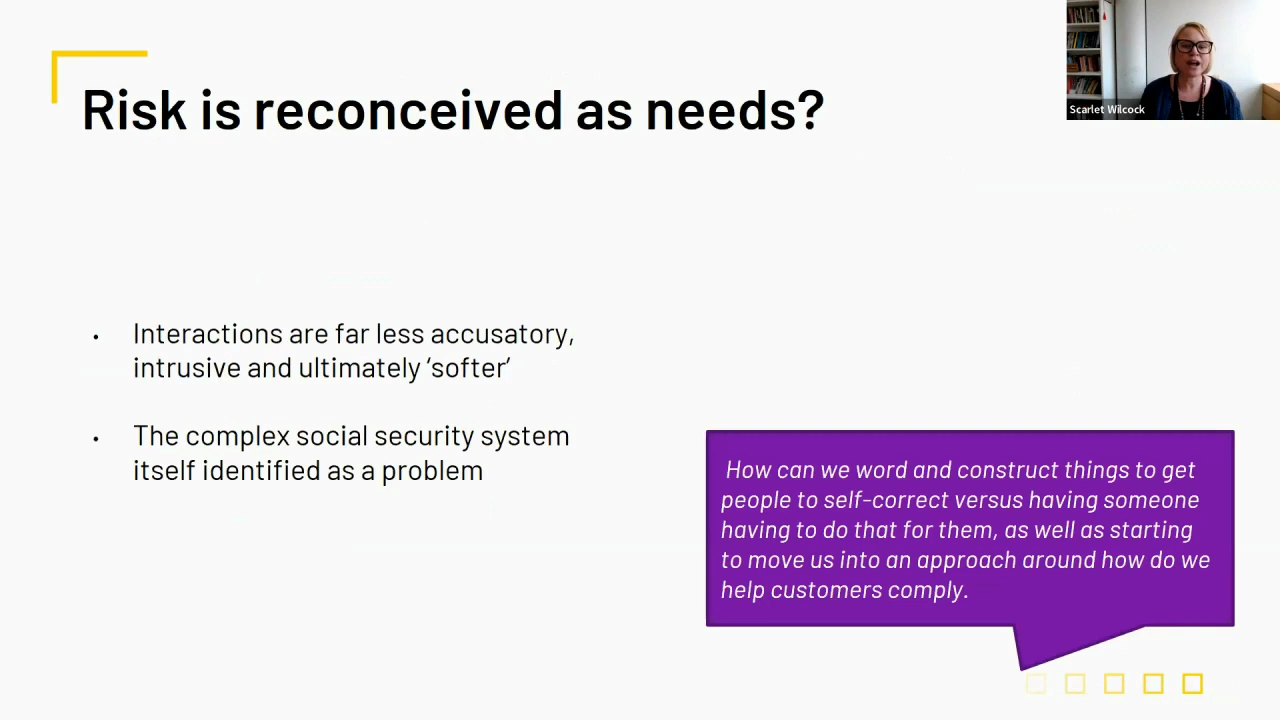 Risk is reconceived as needs?
Scarlet Wilcock
• Interactions are far less accusatory,
intrusive and ultimately ‘softer’
• The complex social security system
itself identified as a problem
How can we word and construct things to get
people to self-correct versus having someone
having to do that for them, as well as starting
to move us into an approach around how do we
help customers comply.